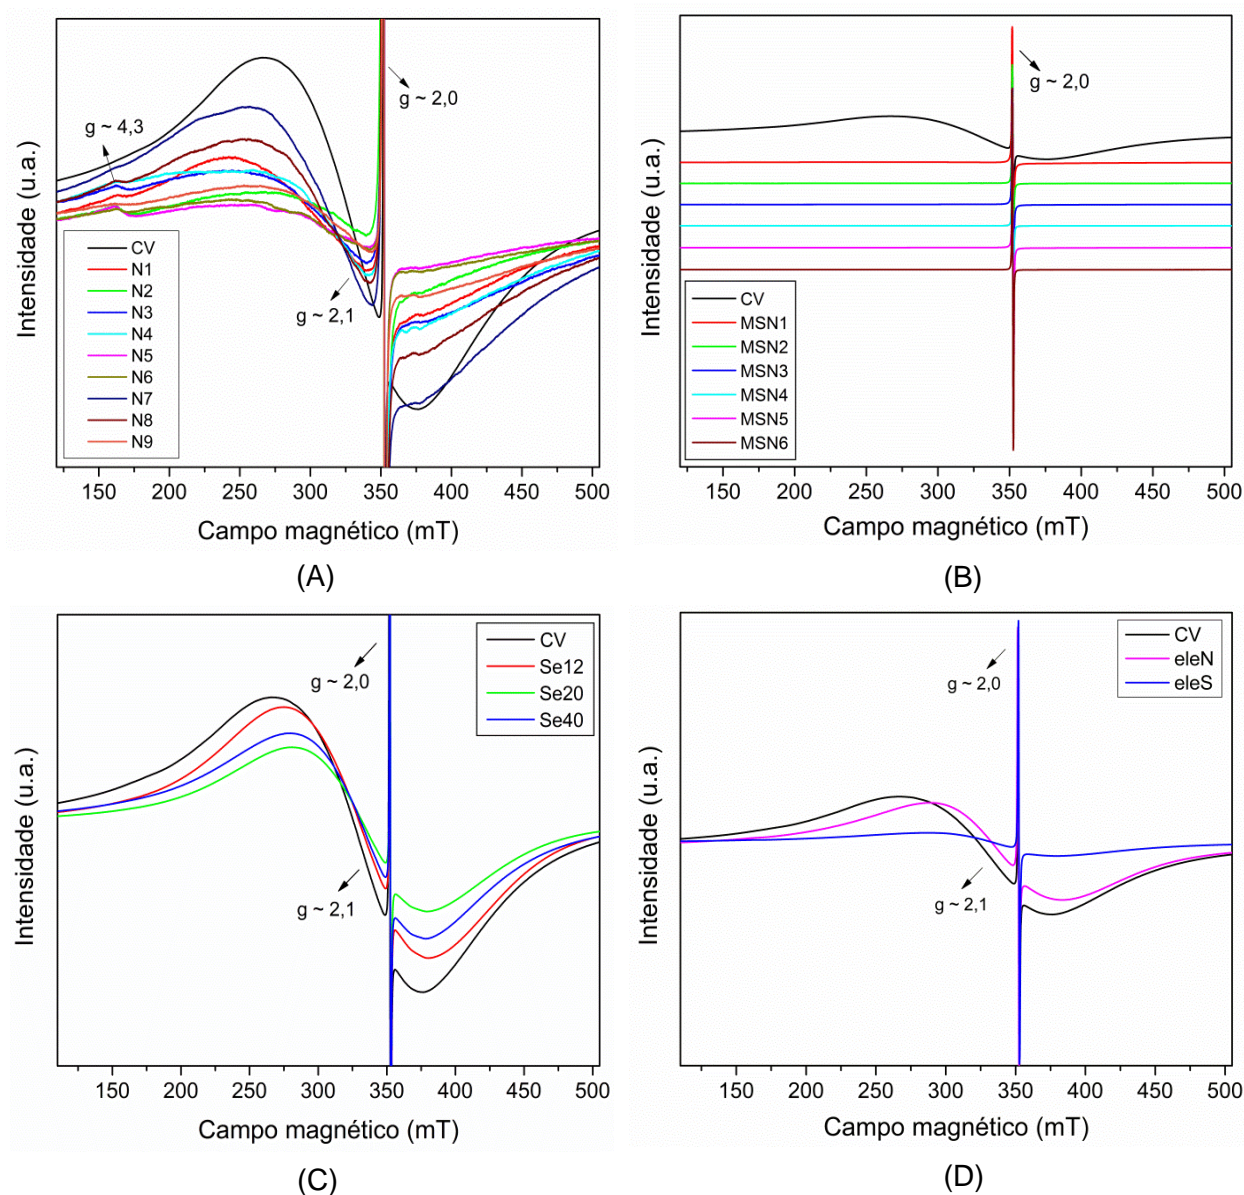 Intensidade (u.a.)
g ~ 4,3
g ~ 2,0
g ~ 2,1
CV
N1
N2
N3
N4
N5
N6
N7
N8
N9
150 200 250 300 350 400 450 500
Campo magnético (mT)
(A)
Intensidade (u.a.)
g ~ 2,0
CV
MSN1
MSN2
MSN3
MSN4
MSN5
MSN6
150 200 250 300 350 400 450 500
Campo magnético (mT)
(B)
Intensidade (u.a.)
CV
Se12
Se20
Se40
g ~ 2,0
g ~ 2,1
150 200 250 300 350 400 450 500
Campo magnético (mT)
(C)
Intensidade (u.a.)
CV
eleN
eleS
g ~ 2,0
g ~ 2,1
150 200 250 300 350 400 450 500
Campo magnético (mT)
(D)